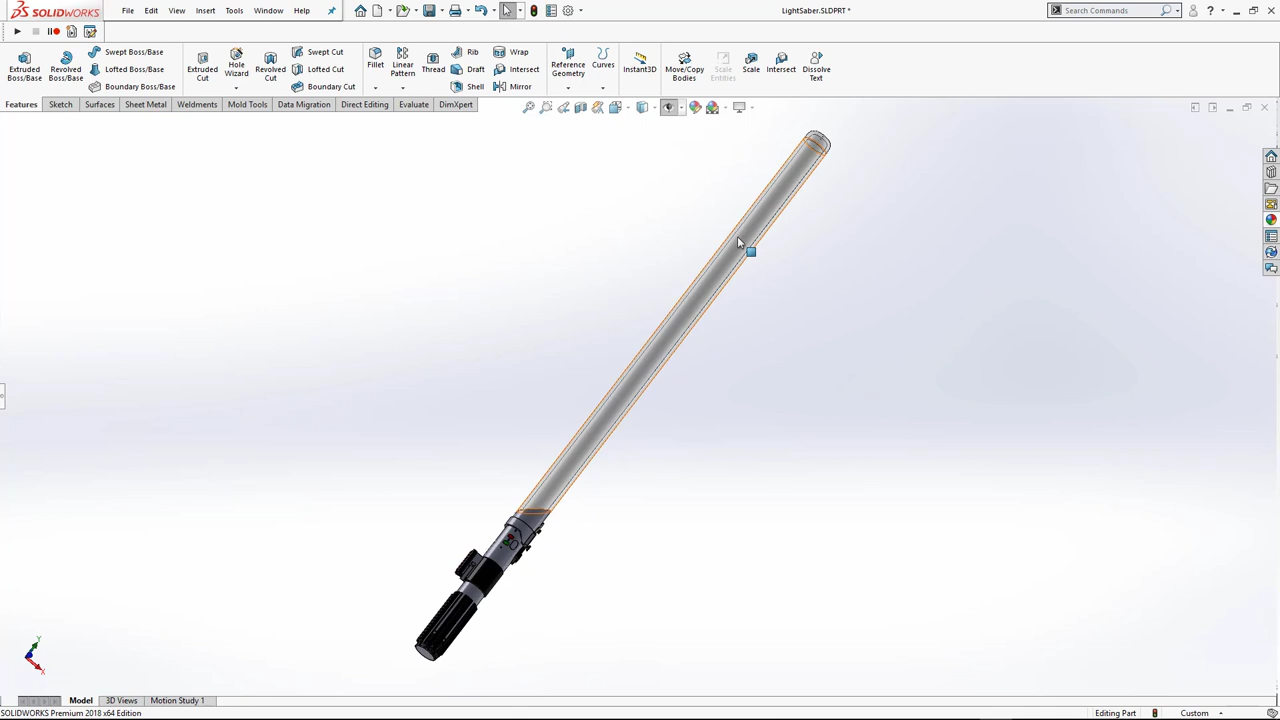 SOLIDWORKS File Edit View Insert Tools Window Help LightSaber.SLDPRT * Search Commands ?
Extruded Boss/Base
Revolved Boss/Base
Swept Boss/Base
Lofted Boss/Base
Boundary Boss/Base
Extruded Cut
Hole Wizard
Revolved Cut
Swept Cut
Lofted Cut
Boundary Cut
Fillet
Linear Pattern
Thread
Rib
Draft
Shell
Wrap
Intersect
Mirror
Reference Geometry
Curves
Instant3D
Move/Copy Bodies
Scale Entities
Scale
Intersect
Dissolve Text
Features Sketch Surfaces Sheet Metal Weldments Mold Tools Data Migration Direct Editing Evaluate DimXpert
Y
X
Model 3D Views Motion Study 1
SOLIDWORKS Premium 2018 x64 Edition Editing Part Custom